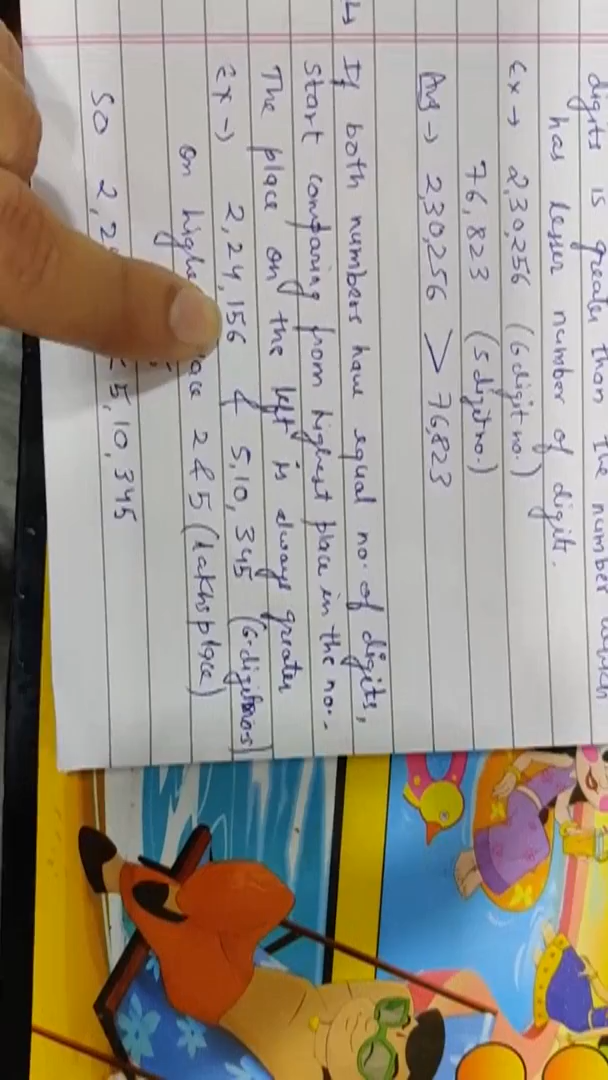 digits is greater than the number
has lesser number of digits.
Ex → 2,30,256 (6 digit no.)
76,823 (5 digit no.)
Ans → 2,30,256 > 76,823
If both numbers have equal no. of digits,
start comparing from highest place in the no..
The place on the left is always greater
Ex → 2,24,156 & 5,10,345 (6-digit nos)
on 2 & 5 (lakhs place)
So 5,10,345